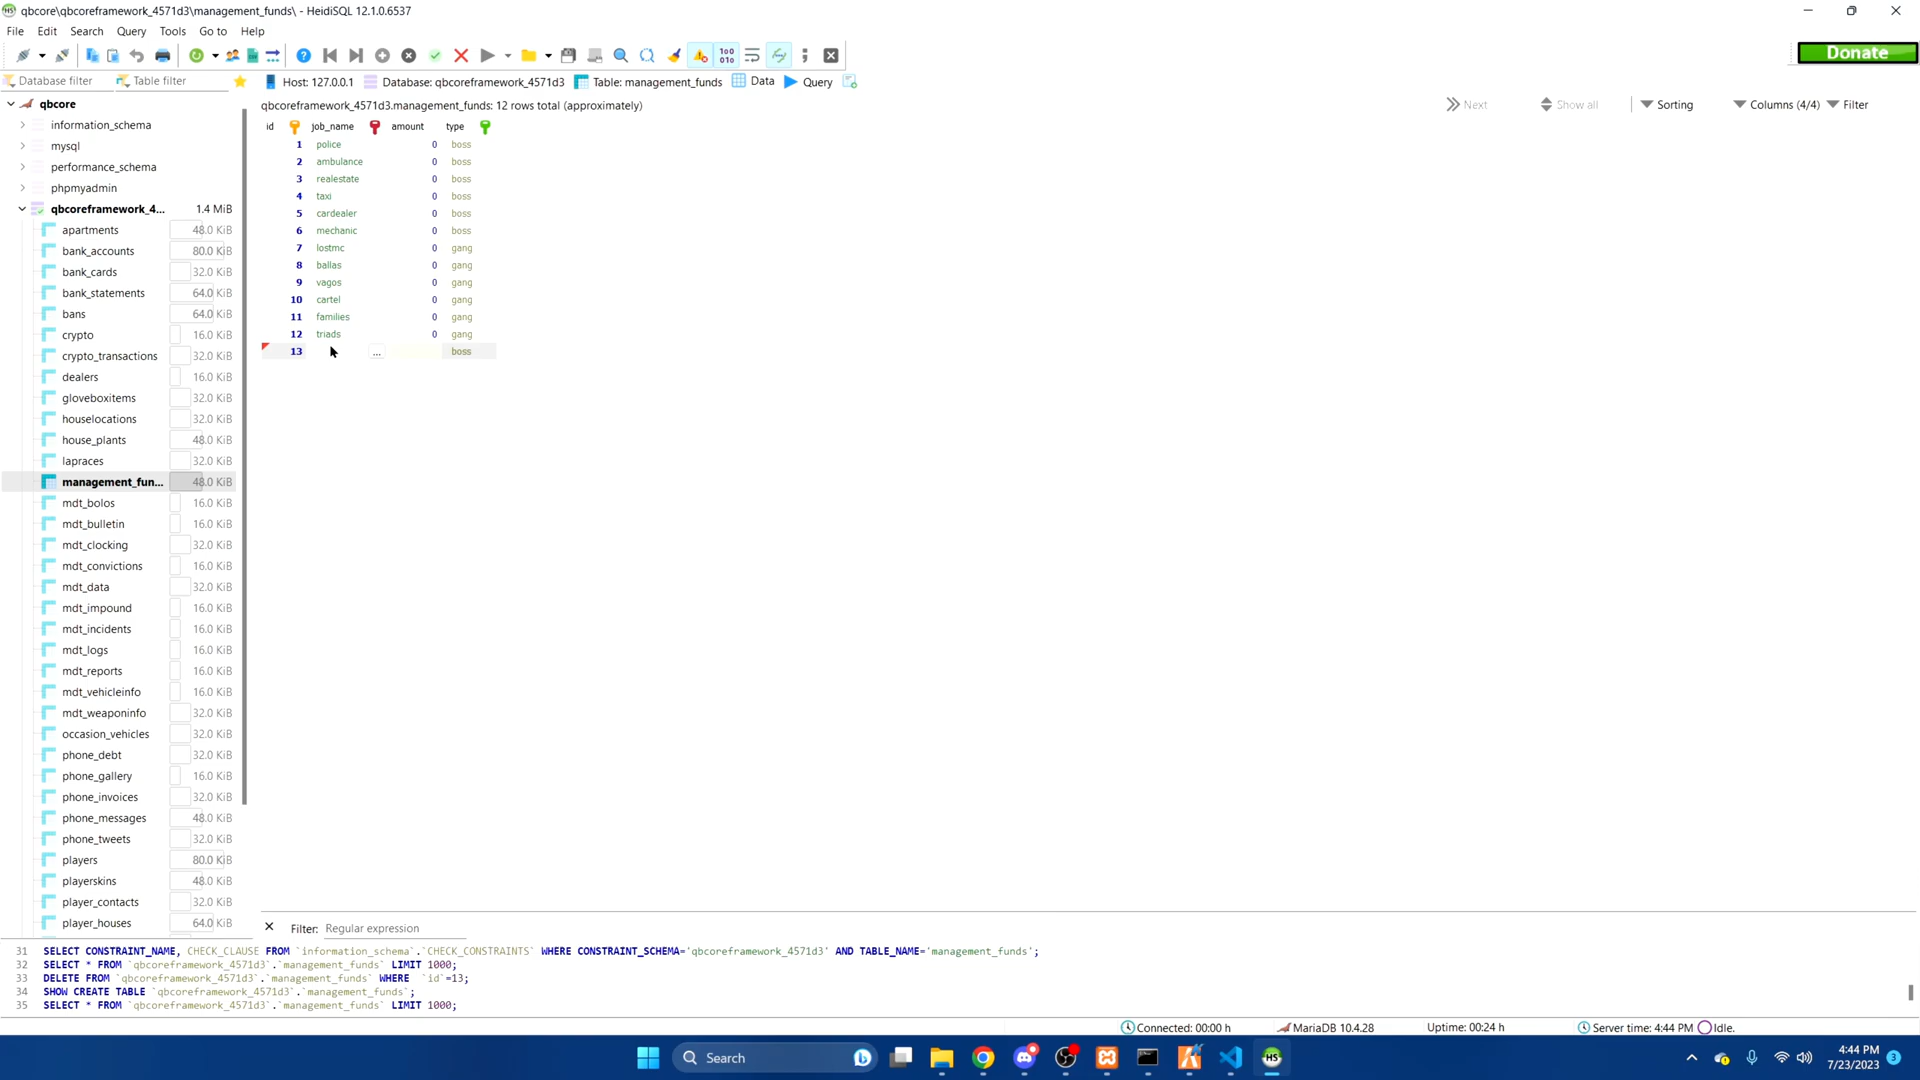 qbcore\qbcoreframework_4571d3\management_funds\ - HeidiSQL 12.1.0.6537
File Edit Search Query Tools Go to Help
Donate
Database filter Table filter Host: 127.0.0.1 Database: qbcoreframework_4571d3 Table: management_funds Data Query
qbcoreframework_4571d3.management_funds: 12 rows total (approximately) Next Show all Sorting Columns (4/4) Filter
qbcore
information_schema
mysql
performance_schema
phpmyadmin
qbcoreframework_4... 1.4 MiB
apartments 48.0 KiB
bank_accounts 80.0 KiB
bank_cards 32.0 KiB
bank_statements 64.0 KiB
bans 64.0 KiB
crypto 16.0 KiB
crypto_transactions 32.0 KiB
dealers 16.0 KiB
gloveboxitems 32.0 KiB
houselocations 32.0 KiB
house_plants 48.0 KiB
lapraces 32.0 KiB
management_fun... 48.0 KiB
mdt_bolos 16.0 KiB
mdt_bulletin 16.0 KiB
mdt_clocking 32.0 KiB
mdt_convictions 16.0 KiB
mdt_data 32.0 KiB
mdt_impound 16.0 KiB
mdt_incidents 16.0 KiB
mdt_logs 16.0 KiB
mdt_reports 16.0 KiB
mdt_vehicleinfo 16.0 KiB
mdt_weaponinfo 32.0 KiB
occasion_vehicles 32.0 KiB
phone_debt 32.0 KiB
phone_gallery 16.0 KiB
phone_invoices 32.0 KiB
phone_messages 48.0 KiB
phone_tweets 32.0 KiB
players 80.0 KiB
playerskins 48.0 KiB
player_contacts 32.0 KiB
player_houses 64.0 KiB
id job_name amount type
1 police 0 boss
2 ambulance 0 boss
3 realestate 0 boss
4 taxi 0 boss
5 cardealer 0 boss
6 mechanic 0 boss
7 lostmc 0 gang
8 ballas 0 gang
9 vagos 0 gang
10 cartel 0 gang
11 families 0 gang
12 triads 0 gang
13 ... boss
Filter: Regular expression
31 SELECT CONSTRAINT_NAME, CHECK_CLAUSE FROM `information_schema`.`CHECK_CONSTRAINTS` WHERE CONSTRAINT_SCHEMA='qbcoreframework_4571d3' AND TABLE_NAME='management_funds';
32 SELECT * FROM `qbcoreframework_4571d3`.`management_funds` LIMIT 1000;
33 DELETE FROM `qbcoreframework_4571d3`.`management_funds` WHERE `id`=13;
34 SHOW CREATE TABLE `qbcoreframework_4571d3`.`management_funds`;
35 SELECT * FROM `qbcoreframework_4571d3`.`management_funds` LIMIT 1000;
Connected: 00:00 h MariaDB 10.4.28 Uptime: 00:24 h Server time: 4:44 PM Idle.
Search HS 4:44 PM
7/23/2023 3